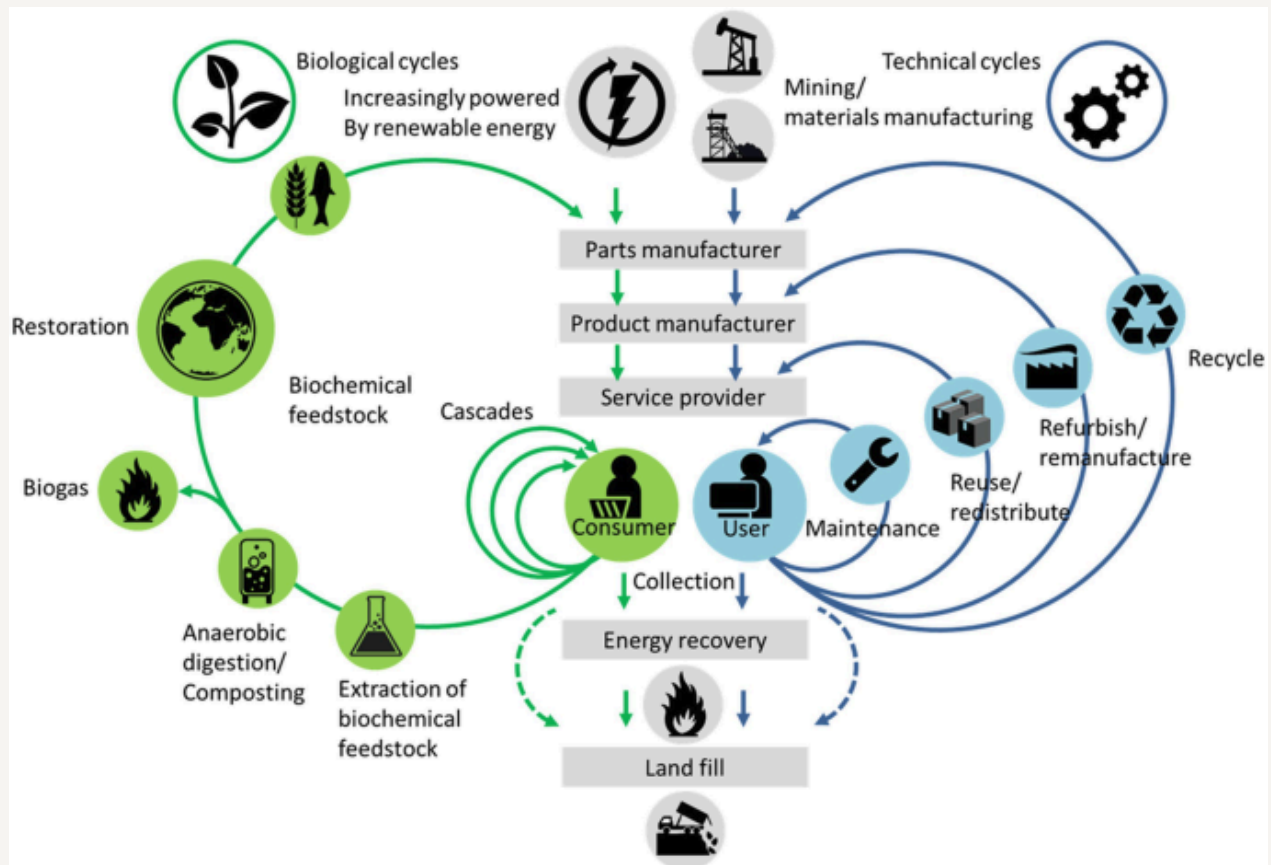 Biological cycles
Increasingly powered
By renewable energy
Mining/
materials manufacturing
Technical cycles
Parts manufacturer
Product manufacturer
Service provider
Restoration
Biochemical
feedstock
Cascades
Recycle
Refurbish/
remanufacture
Reuse/
redistribute
Biogas
Consumer
User
Maintenance
Collection
Anaerobic
digestion/
Composting
Extraction of
biochemical
feedstock
Energy recovery
Land fill